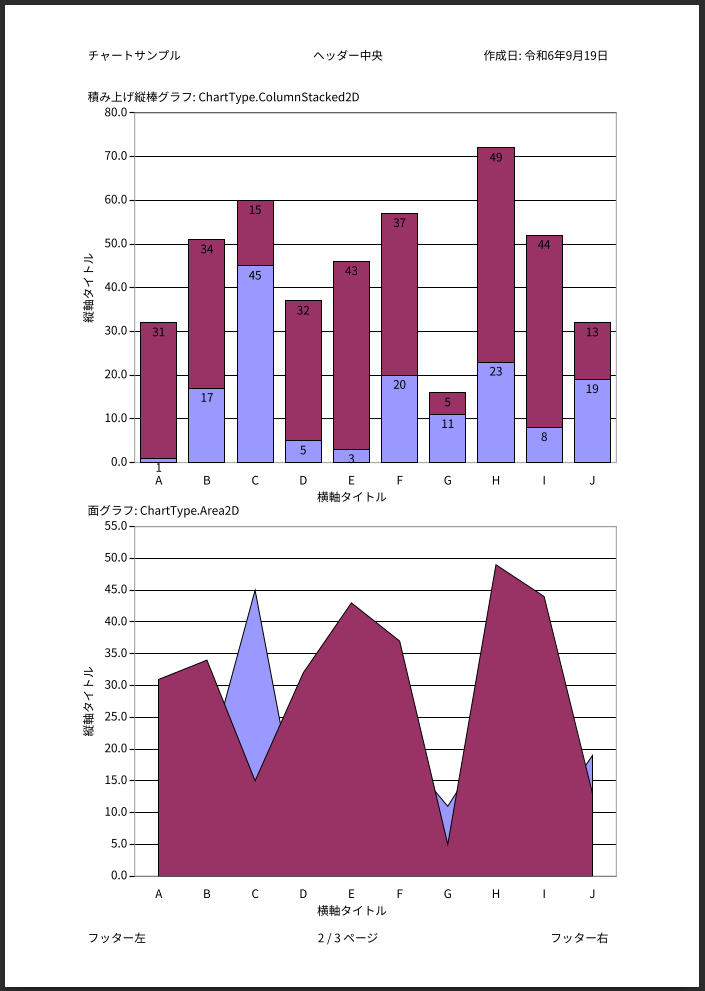 チャートサンプル ヘッダー中央 作成日: 令和6年9月19日
積み上げ縦棒グラフ: ChartType.ColumnStacked2D
80.0
70.0
60.0
50.0
40.0
30.0
20.0
10.0
0.0
縦軸タイトル
31 34 15 32 43 37 5 49 44 13
1 17 45 5 3 20 11 23 8 19
A B C D E F G H I J
横軸タイトル
面グラフ: ChartType.Area2D
55.0
50.0
45.0
40.0
35.0
30.0
25.0
20.0
15.0
10.0
5.0
0.0
縦軸タイトル
A B C D E F G H I J
横軸タイトル
フッター左 2 / 3 ページ フッター右